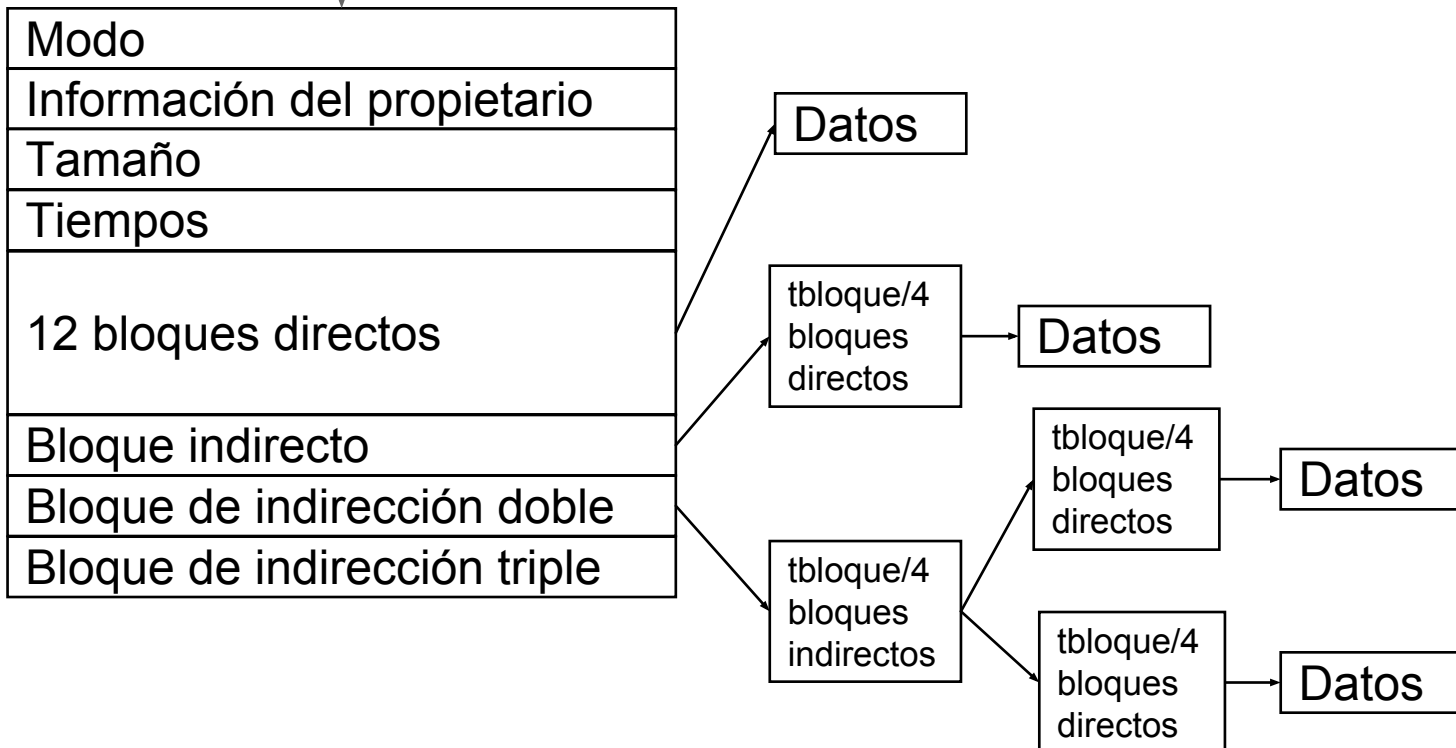 Modo
Información del propietario
Tamaño
Tiempos
12 bloques directos
Bloque indirecto
Bloque de indirección doble
Bloque de indirección triple
Datos
tbloque/4
bloques
directos
Datos
tbloque/4
bloques
indirectos
tbloque/4
bloques
directos
Datos
tbloque/4
bloques
directos
Datos